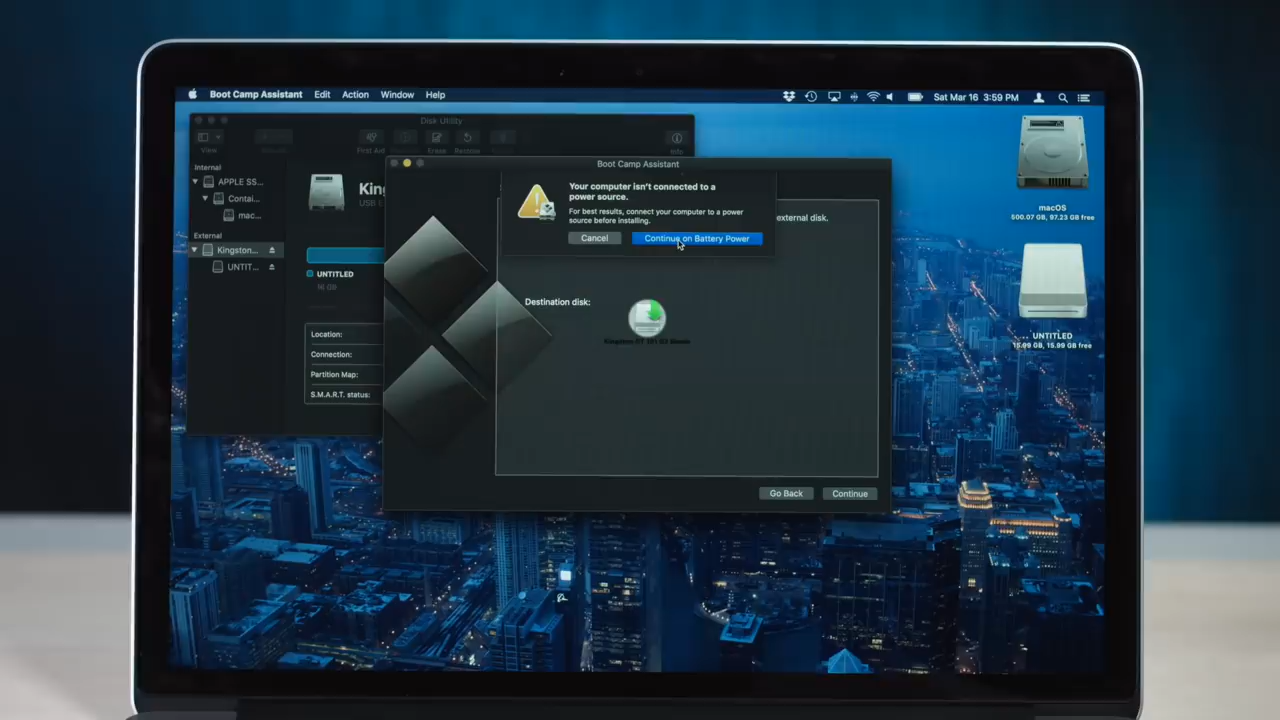 Boot Camp Assistant Edit Action Window Help
Sat Mar 16 3:59 PM
Disk Utility
View
First Aid
Erase
Restore
Info
Internal
APPLE SS...
Contai...
mac...
External
Kingston...
UNTIT...
USB E
UNTITLED
16 GB
Location:
Connection:
Partition Map:
S.M.A.R.T. status:
Boot Camp Assistant
Your computer isn't connected to a
power source.
For best results, connect your computer to a power
source before installing.
Cancel
Continue on Battery Power
external disk.
Destination disk:
Go Back
Continue
macOS
500.07 GB, 97.23 GB free
UNTITLED
15.99 GB, 15.99 GB free